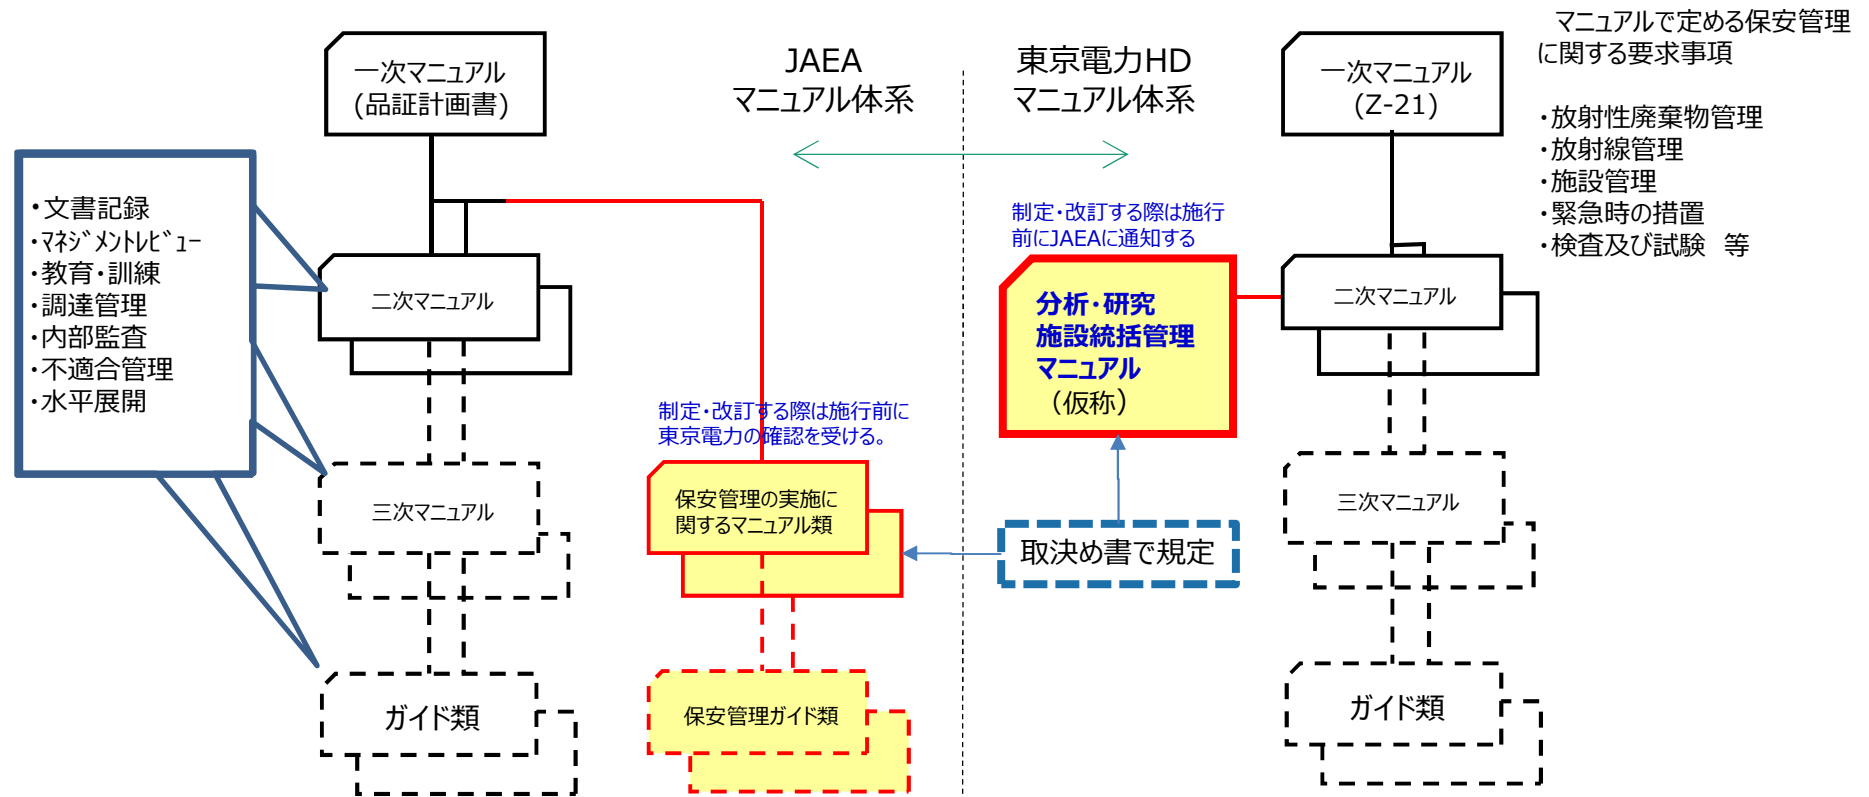 一次マニュアル
(品証計画書)
JAEA
マニュアル体系
東京電力HD
マニュアル体系
一次マニュアル
(Z-21)
マニュアルで定める保安管理
に関する要求事項
・放射性廃棄物管理
・放射線管理
・施設管理
・緊急時の措置
・検査及び試験 等
・文書記録
・ﾏﾈｼﾞﾒﾝﾄﾚﾋﾞｭｰ
・教育・訓練
・調達管理
・内部監査
・不適合管理
・水平展開
二次マニュアル
制定・改訂する際は施行
前にJAEAに通知する
分析・研究
施設統括管理
マニュアル
（仮称）
二次マニュアル
制定・改訂する際は施行前に
東京電力の確認を受ける。
三次マニュアル
保安管理の実施に
関するマニュアル類
取決め書で規定
三次マニュアル
ガイド類
保安管理ガイド類
ガイド類